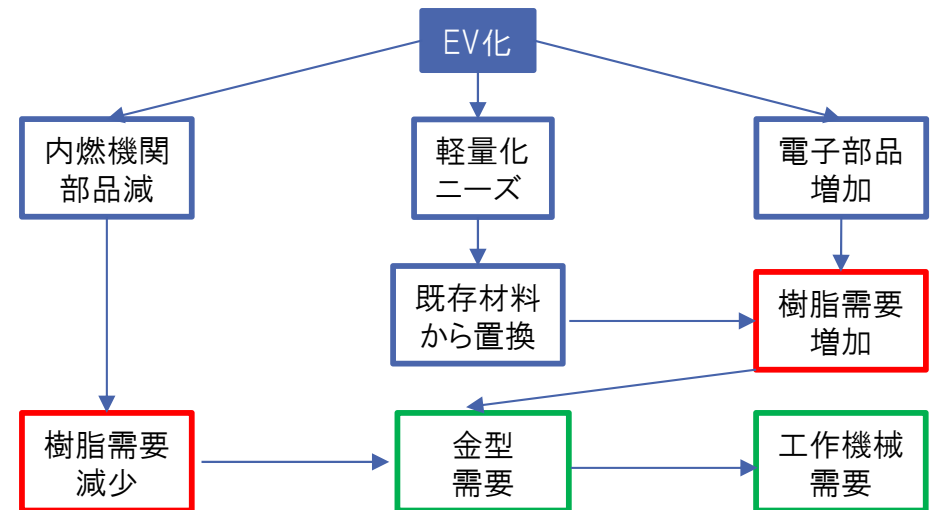 EV化
内燃機関
部品減
軽量化
ニーズ
電子部品
増加
既存材料
から置換
樹脂需要
増加
樹脂需要
減少
金型
需要
工作機械
需要